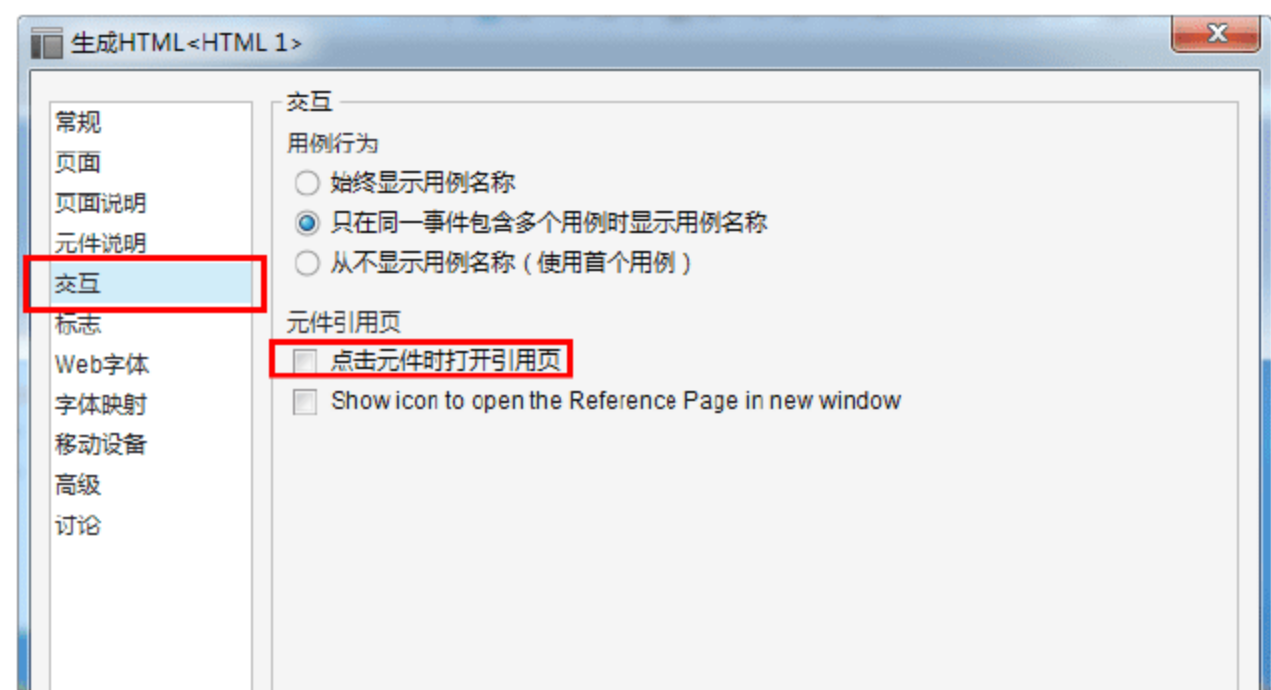 生成HTML<HTML 1>
常规
页面
页面说明
元件说明
交互
标志
Web字体
字体映射
移动设备
高级
讨论
交互
用例行为
始终显示用例名称
只在同一事件包含多个用例时显示用例名称
从不显示用例名称（使用首个用例）
元件引用页
点击元件时打开引用页
Show icon to open the Reference Page in new window